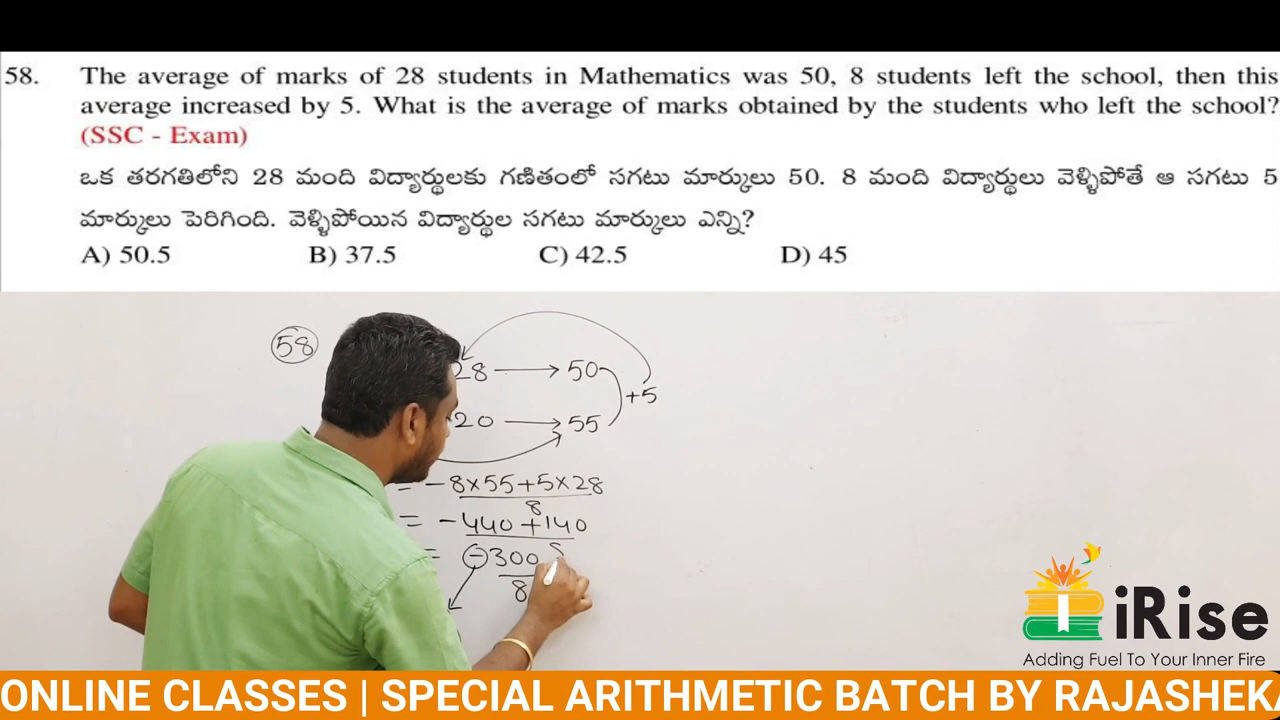 58. The average of marks of 28 students in Mathematics was 50, 8 students left the school, then this
average increased by 5. What is the average of marks obtained by the students who left the school?
(SSC - Exam)
ఒక తరగతిలోని 28 మంది విద్యార్థులకు గణితంలో సగటు మార్కులు 50. 8 మంది విద్యార్థులు వెళ్ళిపోతే ఆ సగటు 5
మార్కులు పెరిగింది. వెళ్ళిపోయిన విద్యార్థుల సగటు మార్కులు ఎన్ని?
A) 50.5 B) 37.5 C) 42.5 D) 45
58
28 → 50
+5
20 → 55
= -8×55+5×28
8
= -440+140
= -300
8
iRise
Adding Fuel To Your Inner Fire
ONLINE CLASSES | SPECIAL ARITHMETIC BATCH BY RAJASHEK